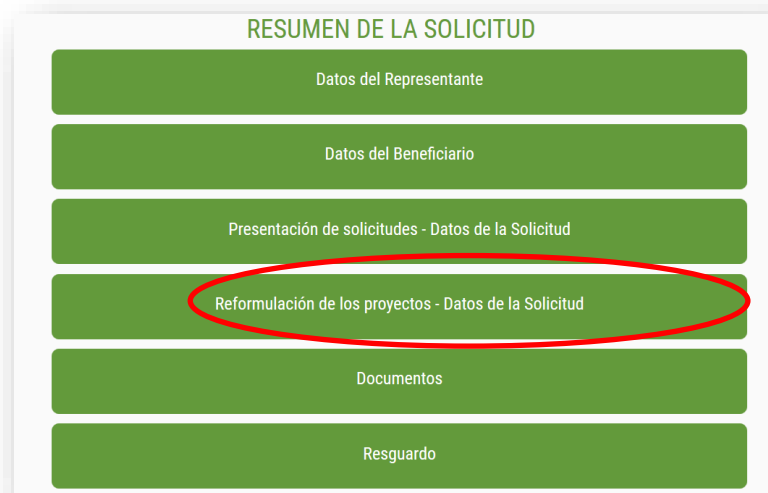 RESUMEN DE LA SOLICITUD
Datos del Representante
Datos del Beneficiario
Presentación de solicitudes - Datos de la Solicitud
Reformulación de los proyectos - Datos de la Solicitud
Documentos
Resguardo